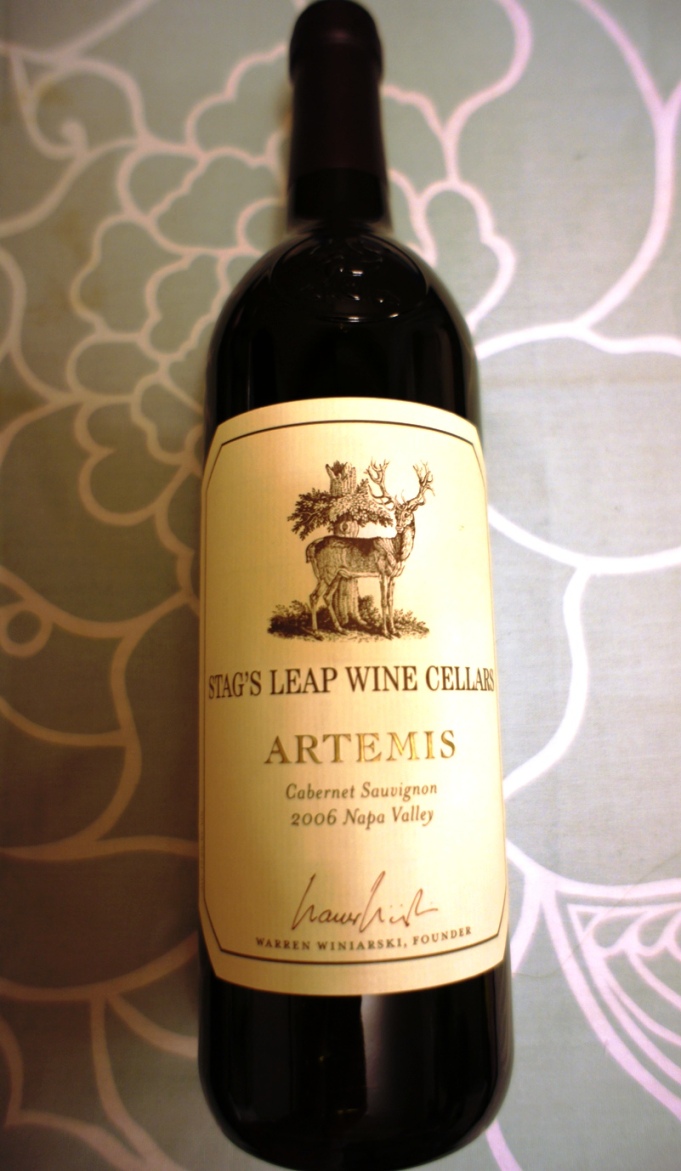 STAG'S LEAP WINE CELLARS
ARTEMIS
Cabernet Sauvignon
2006 Napa Valley
WARREN WINIARSKI, FOUNDER